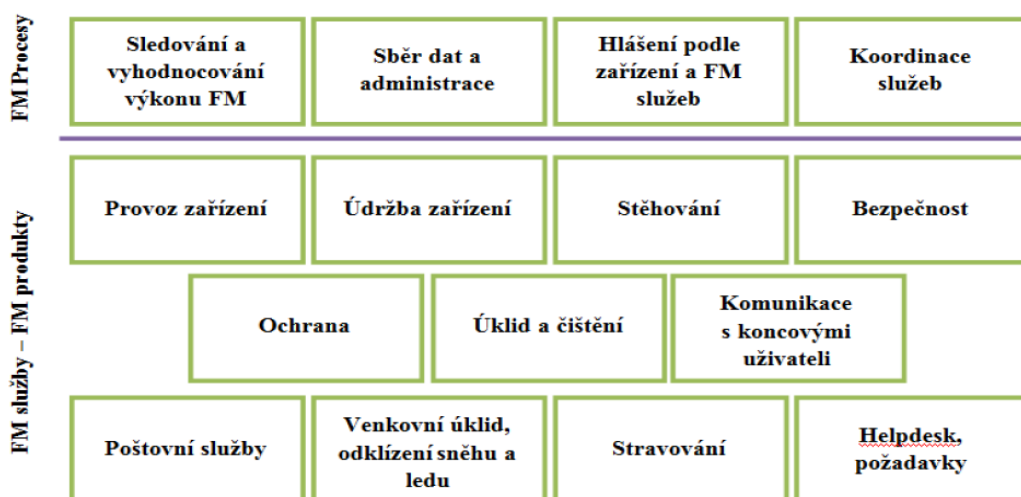 FM Procesy
Sledování a
vyhodnocování
výkonu FM
Sběr dat a
administrace
Hlášení podle
zařízení a FM
služeb
Koordinace
služeb
FM služby – FM produkty
Provoz zařízení
Údržba zařízení
Stěhování
Bezpečnost
Ochrana
Úklid a čištění
Komunikace
s koncovými
uživateli
Poštovní služby
Venkovní úklid,
odklízení sněhu a
ledu
Stravování
Helpdesk,
požadavky